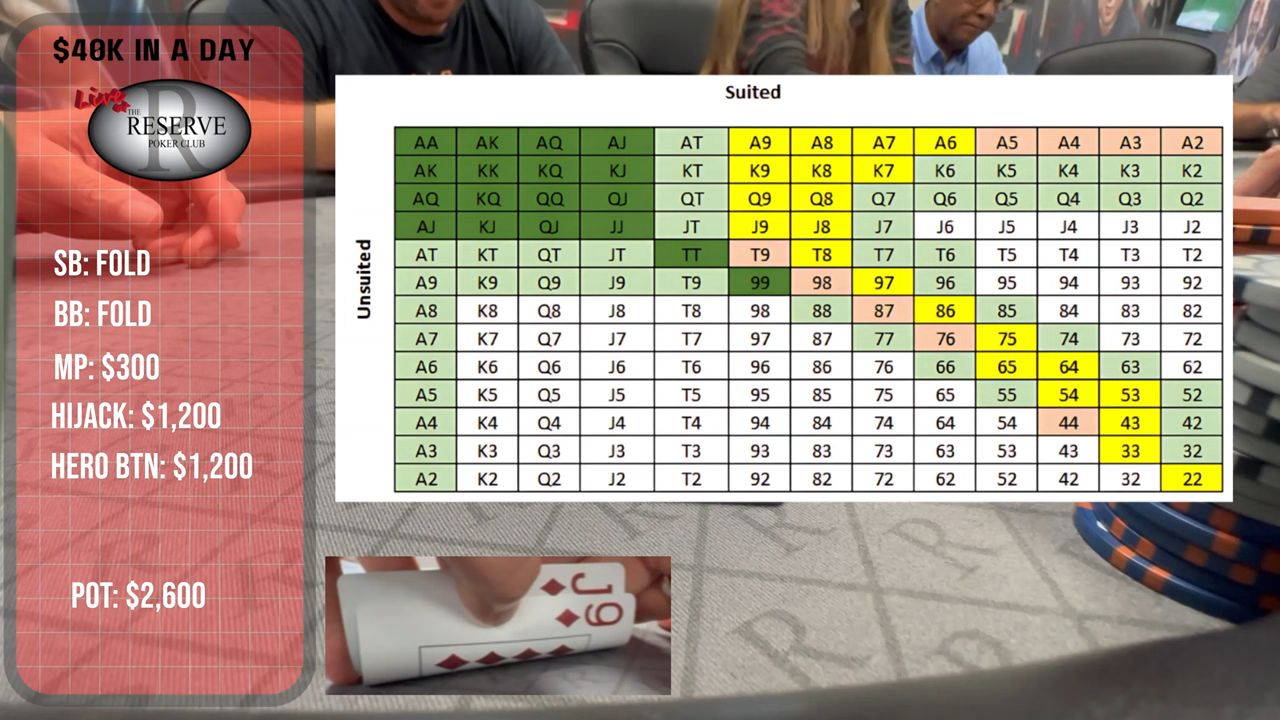 $40K IN A DAY
Live
THE
R
RESERVE
POKER CLUB
SB: FOLD
BB: FOLD
MP: $300
HIJACK: $1,200
HERO BTN: $1,200
POT: $2,600
Suited
Unsuited
AA AK AQ AJ AT A9 A8 A7 A6 A5 A4 A3 A2
AK KK KQ KJ KT K9 K8 K7 K6 K5 K4 K3 K2
AQ KQ QQ QJ QT Q9 Q8 Q7 Q6 Q5 Q4 Q3 Q2
AJ KJ QJ JJ JT J9 J8 J7 J6 J5 J4 J3 J2
AT KT QT JT TT T9 T8 T7 T6 T5 T4 T3 T2
A9 K9 Q9 J9 T9 99 98 97 96 95 94 93 92
A8 K8 Q8 J8 T8 98 88 87 86 85 84 83 82
A7 K7 Q7 J7 T7 97 87 77 76 75 74 73 72
A6 K6 Q6 J6 T6 96 86 76 66 65 64 63 62
A5 K5 Q5 J5 T5 95 85 75 65 55 54 53 52
A4 K4 Q4 J4 T4 94 84 74 64 54 44 43 42
A3 K3 Q3 J3 T3 93 83 73 63 53 43 33 32
A2 K2 Q2 J2 T2 92 82 72 62 52 42 32 22
J
9
R
R